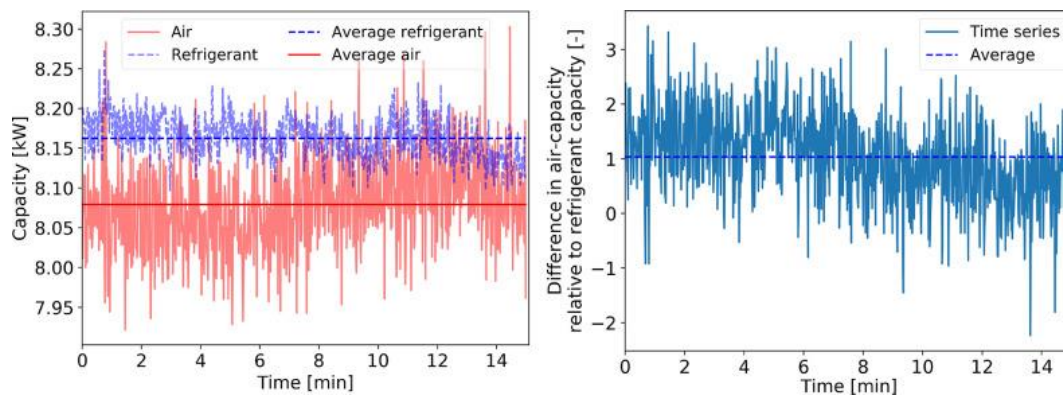 8.30
8.25
8.20
8.15
8.10
8.05
8.00
7.95
Capacity [kW]
Air
Refrigerant
Average refrigerant
Average air
0 2 4 6 8 10 12 14
Time [min]
3
2
1
0
−1
−2
Difference in air-capacity
relative to refrigerant capacity [-]
Time series
Average
0 2 4 6 8 10 12 14
Time [min]